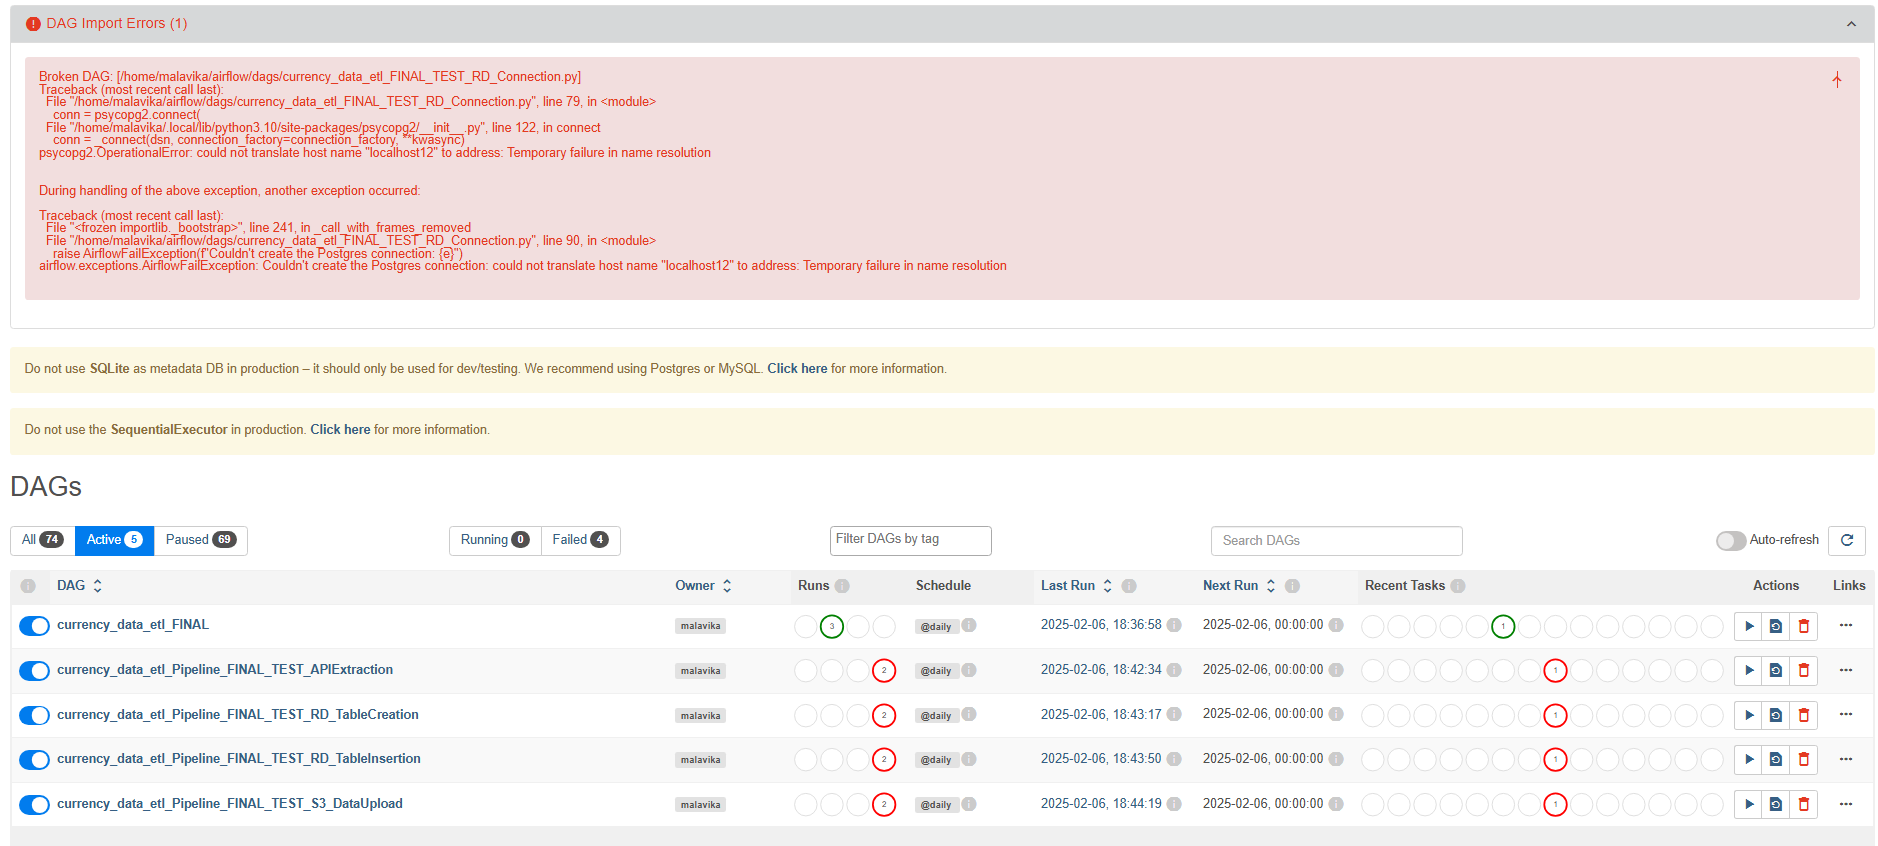 DAG Import Errors (1)
Broken DAG: [/home/malavika/airflow/dags/currency_data_etl_FINAL_TEST_RD_Connection.py]
Traceback (most recent call last):
File "/home/malavika/airflow/dags/currency_data_etl_FINAL_TEST_RD_Connection.py", line 79, in <module>
conn = psycopg2.connect(
File "/home/malavika/.local/lib/python3.10/site-packages/psycopg2/__init__.py", line 122, in connect
conn = _connect(dsn, connection_factory=connection_factory, **kwasync)
psycopg2.OperationalError: could not translate host name "localhost12" to address: Temporary failure in name resolution
During handling of the above exception, another exception occurred:
Traceback (most recent call last):
File "<frozen importlib._bootstrap>", line 241, in _call_with_frames_removed
File "/home/malavika/airflow/dags/currency_data_etl_FINAL_TEST_RD_Connection.py", line 90, in <module>
raise AirflowFailException(f"Couldn't create the Postgres connection: {e}")
airflow.exceptions.AirflowFailException: Couldn't create the Postgres connection: could not translate host name "localhost12" to address: Temporary failure in name resolution
Do not use SQLite as metadata DB in production – it should only be used for dev/testing. We recommend using Postgres or MySQL. Click here for more information.
Do not use the SequentialExecutor in production. Click here for more information.
DAGs
All 74 Active 5 Paused 69 Running 0 Failed 4 Filter DAGs by tag Search DAGs Auto-refresh
DAG Owner Runs Schedule Last Run Next Run Recent Tasks Actions Links
currency_data_etl_FINAL malavika 3 @daily 2025-02-06, 18:36:58 2025-02-06, 00:00:00 1
currency_data_etl_Pipeline_FINAL_TEST_APIExtraction malavika 2 @daily 2025-02-06, 18:42:34 2025-02-06, 00:00:00 1
currency_data_etl_Pipeline_FINAL_TEST_RD_TableCreation malavika 2 @daily 2025-02-06, 18:43:17 2025-02-06, 00:00:00 1
currency_data_etl_Pipeline_FINAL_TEST_RD_TableInsertion malavika 2 @daily 2025-02-06, 18:43:50 2025-02-06, 00:00:00 1
currency_data_etl_Pipeline_FINAL_TEST_S3_DataUpload malavika 2 @daily 2025-02-06, 18:44:19 2025-02-06, 00:00:00 1